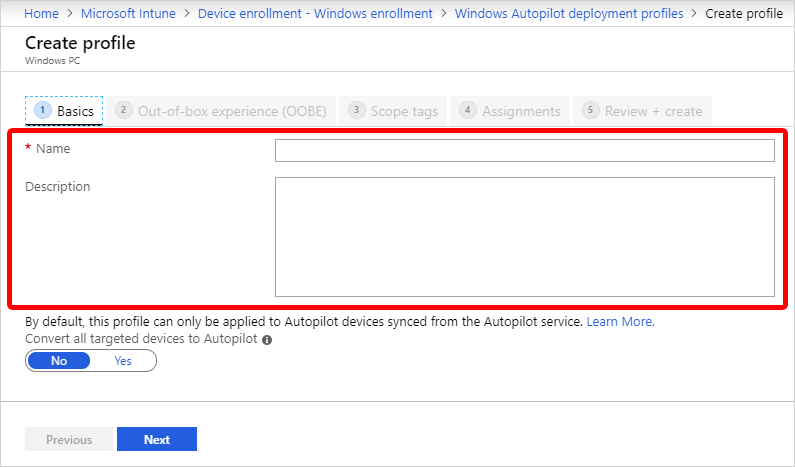 Home > Microsoft Intune > Device enrollment - Windows enrollment > Windows Autopilot deployment profiles > Create profile
Create profile
Windows PC
1 Basics 2 Out-of-box experience (OOBE) 3 Scope tags 4 Assignments 5 Review + create
* Name
Description
By default, this profile can only be applied to Autopilot devices synced from the Autopilot service. Learn More.
Convert all targeted devices to Autopilot
No Yes
Previous Next